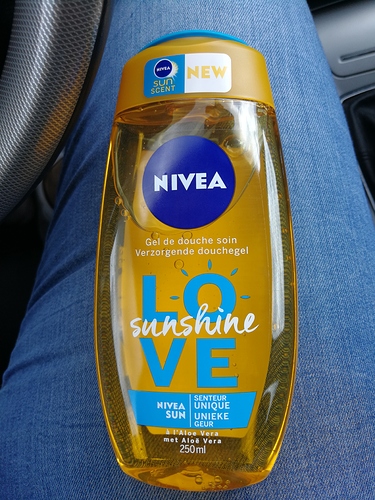 NIVEA
sun
SCENT
NEW
NIVEA
Gel de douche soin
Verzorgende douchegel
LO
sunshine
VE
NIVEA
SUN
SENTEUR
UNIQUE
UNIEKE
GEUR
à l'Aloe Vera
met Aloë Vera
250ml